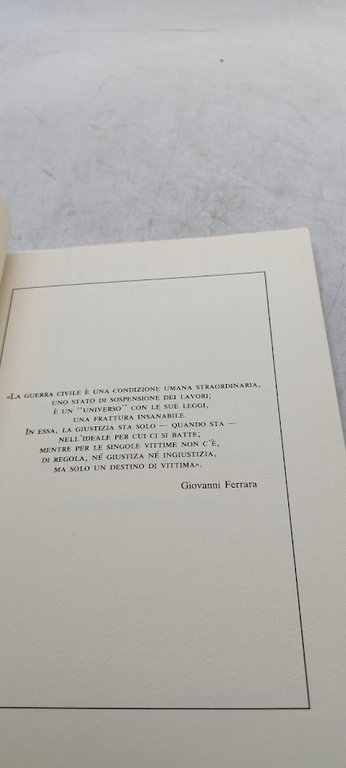 «La guerra civile è una condizione umana straordinaria,
uno stato di sospensione dei lavori;
è un "universo" con le sue leggi,
una frattura insanabile.
In essa, la giustizia sta solo — quando sta —
nell'ideale per cui ci si batte;
mentre per le singole vittime non c'è,
di regola, né giustiza né ingiustizia,
ma solo un destino di vittima».
Giovanni Ferrara